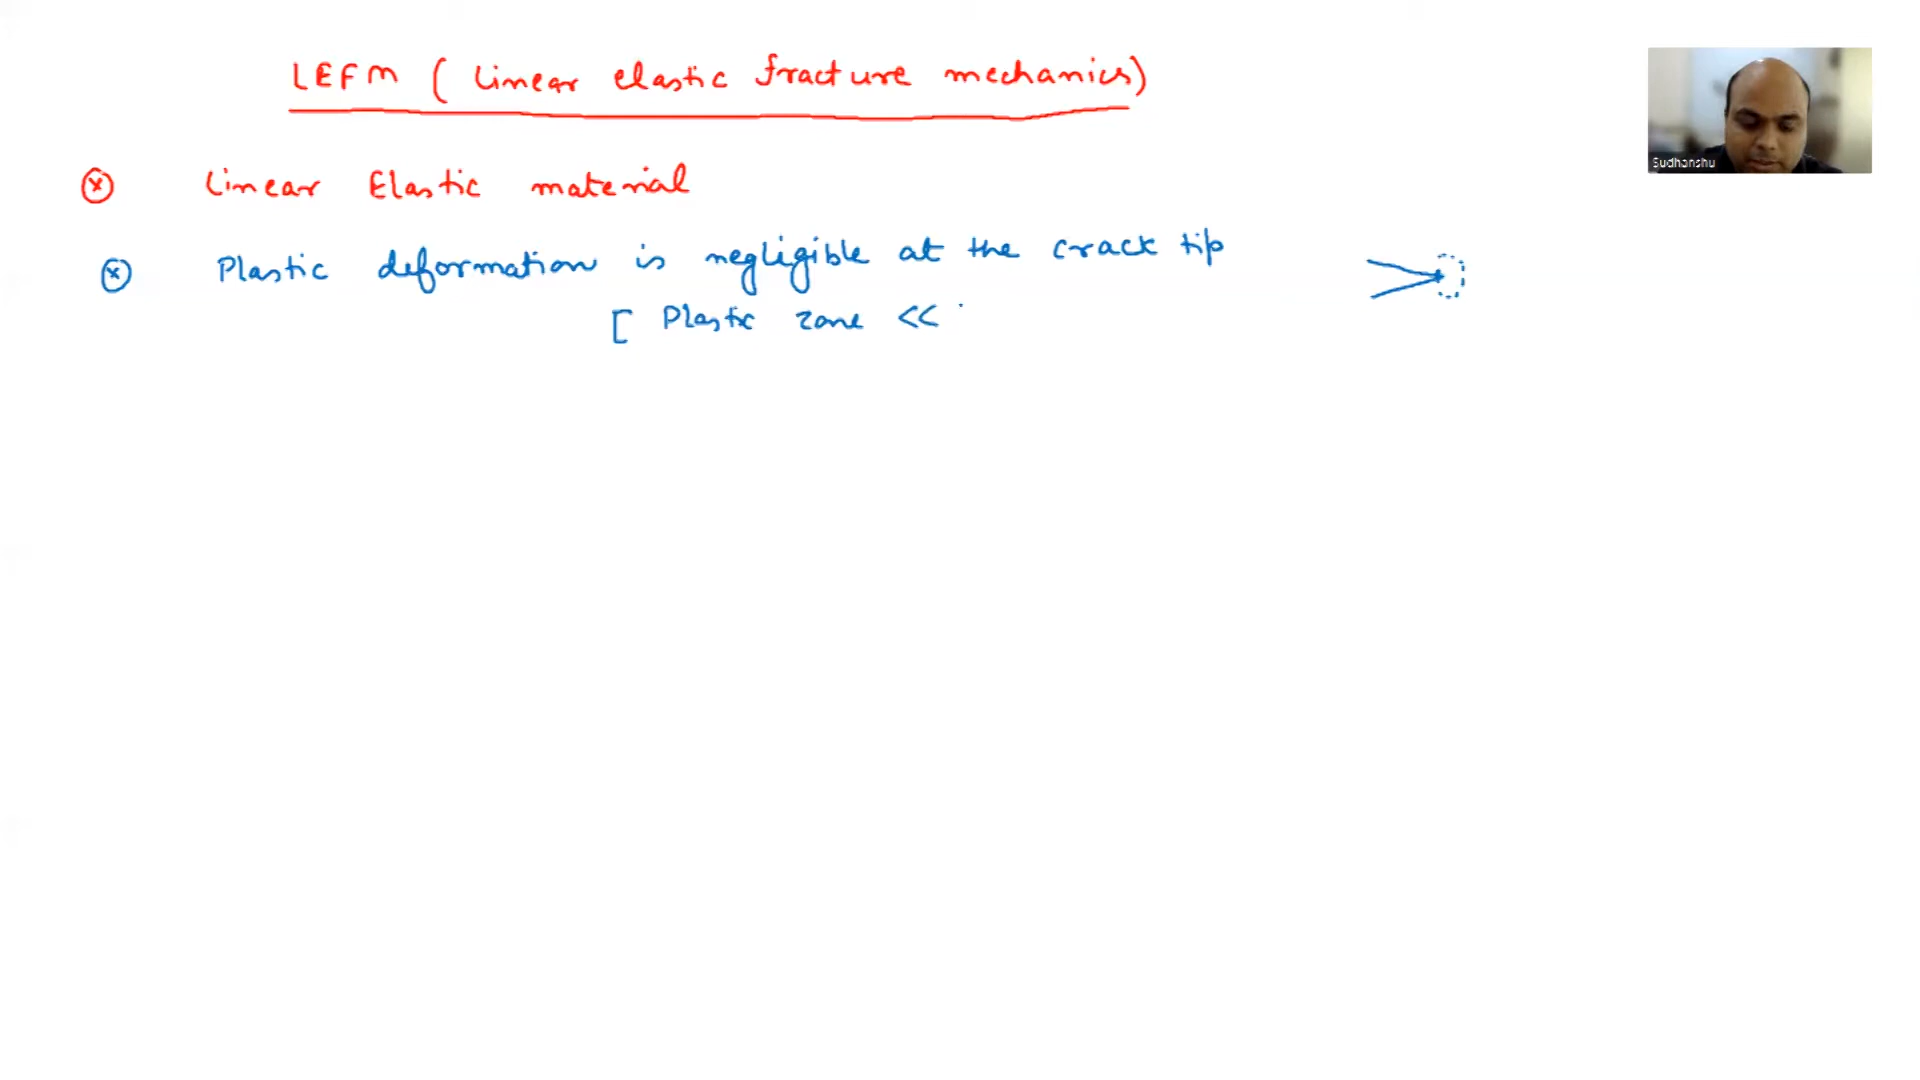 LEFM ( Linear elastic fracture mechanics)
Sudhanshu
Linear Elastic material
Plastic deformation is negligible at the crack tip
[ Plastic zone <<